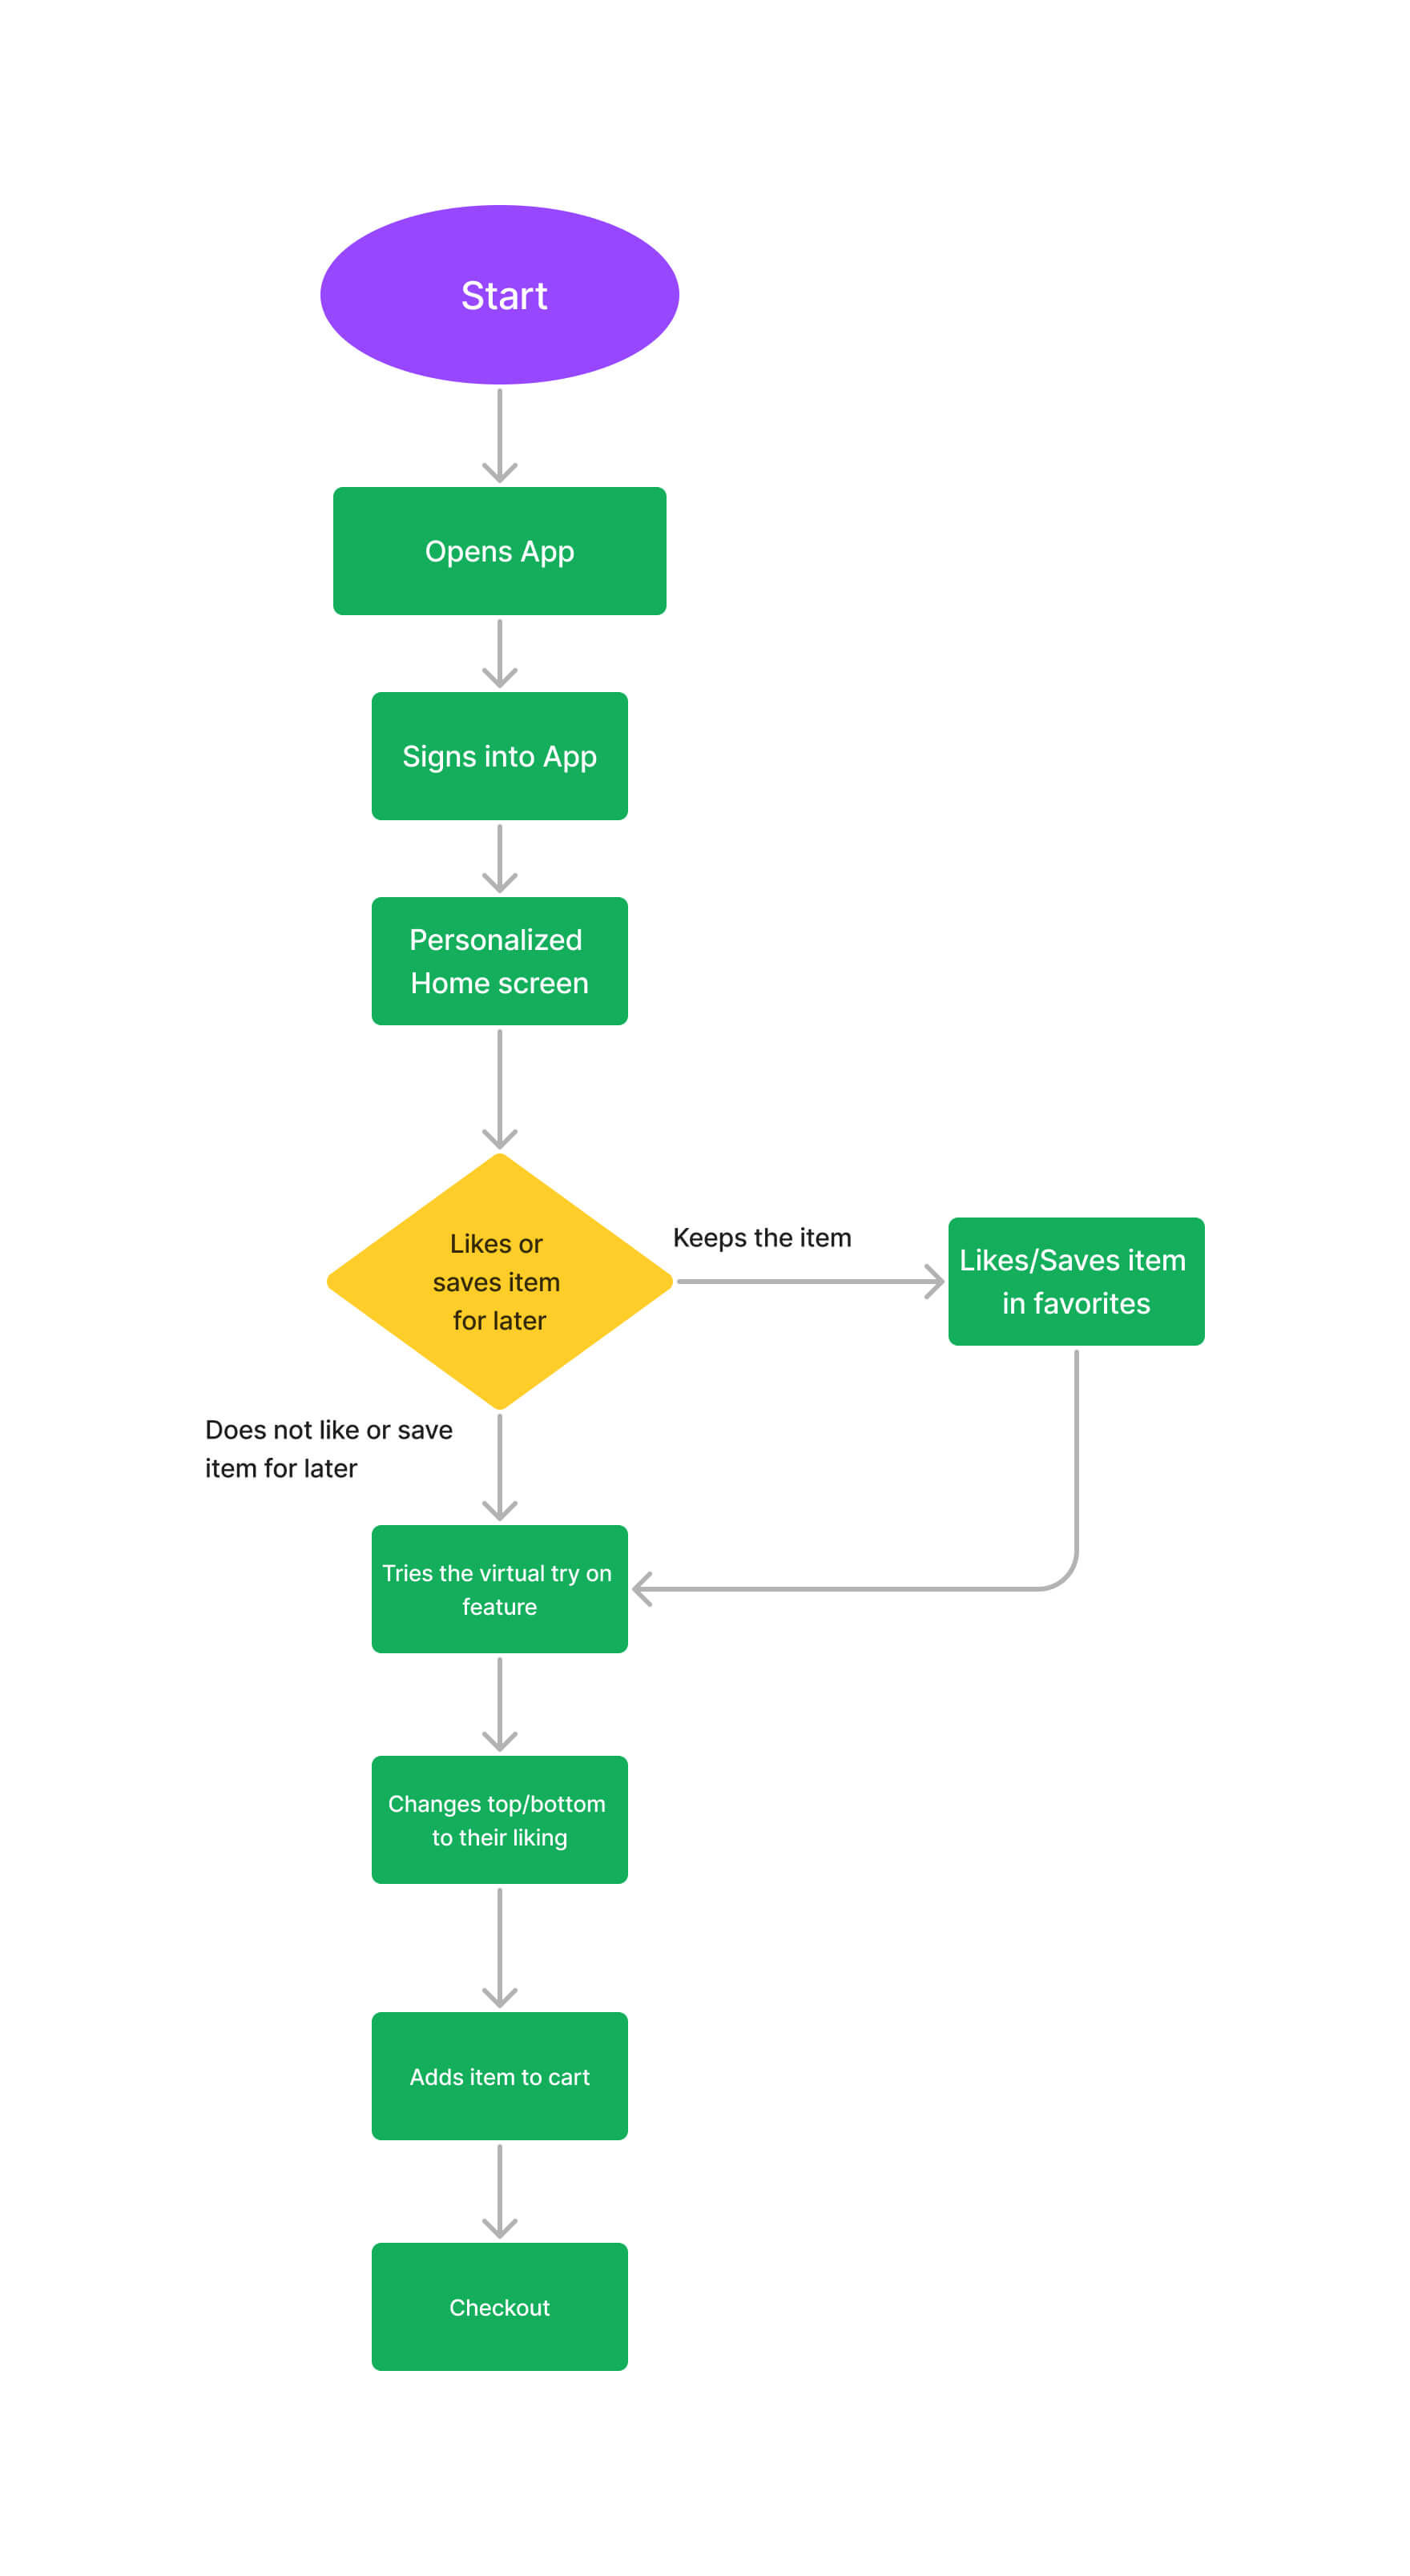 Start
Opens App
Signs into App
Personalized
Home screen
Likes or
saves item
for later
Keeps the item
Likes/Saves item
in favorites
Does not like or save
item for later
Tries the virtual try on
feature
Changes top/bottom
to their liking
Adds item to cart
Checkout